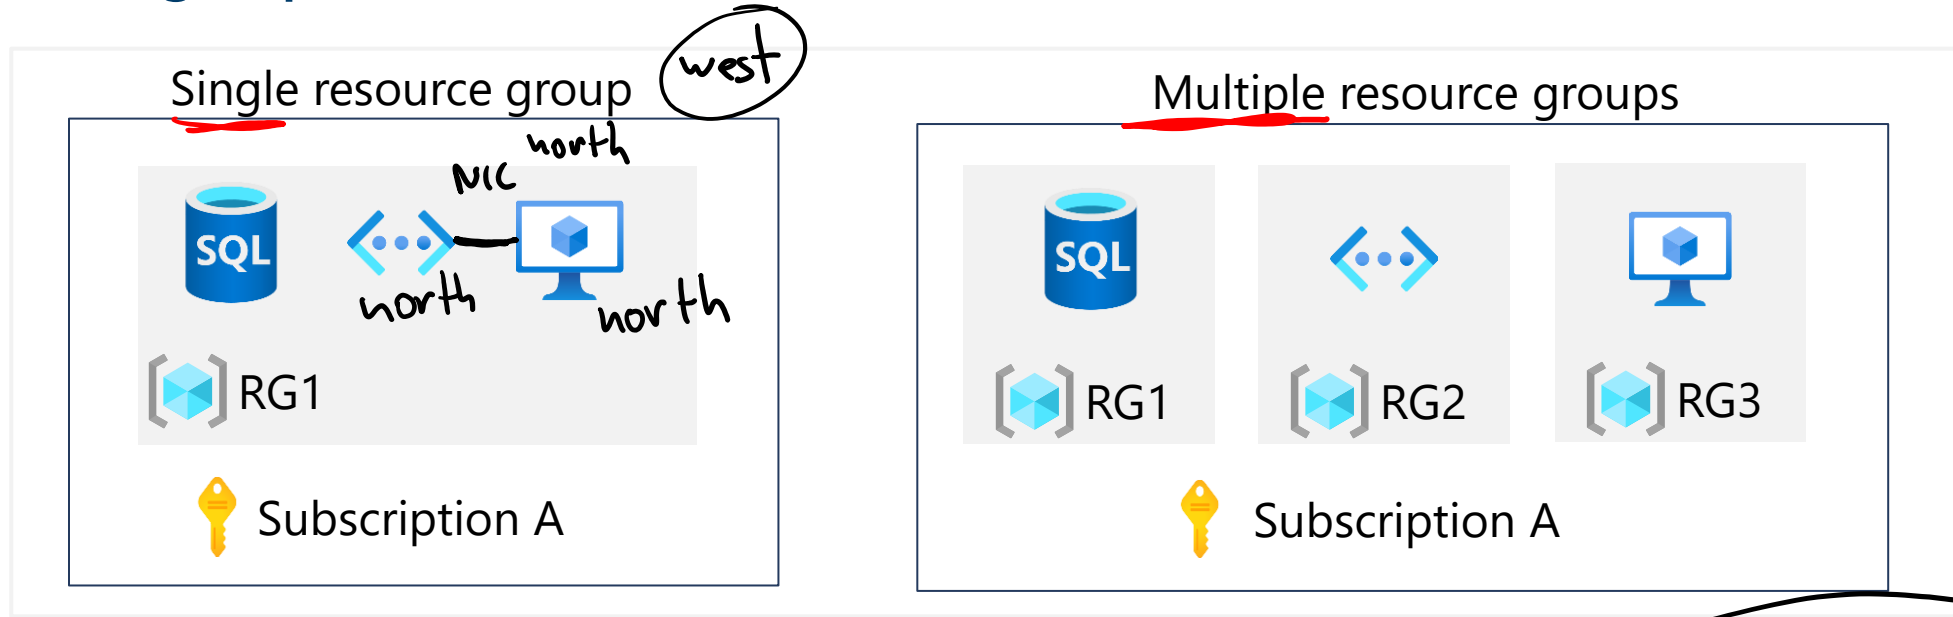 west
Single resource group
north
NIC
SQL
north
north
RG1
Subscription A
Multiple resource groups
SQL
RG1
RG2
RG3
Subscription A